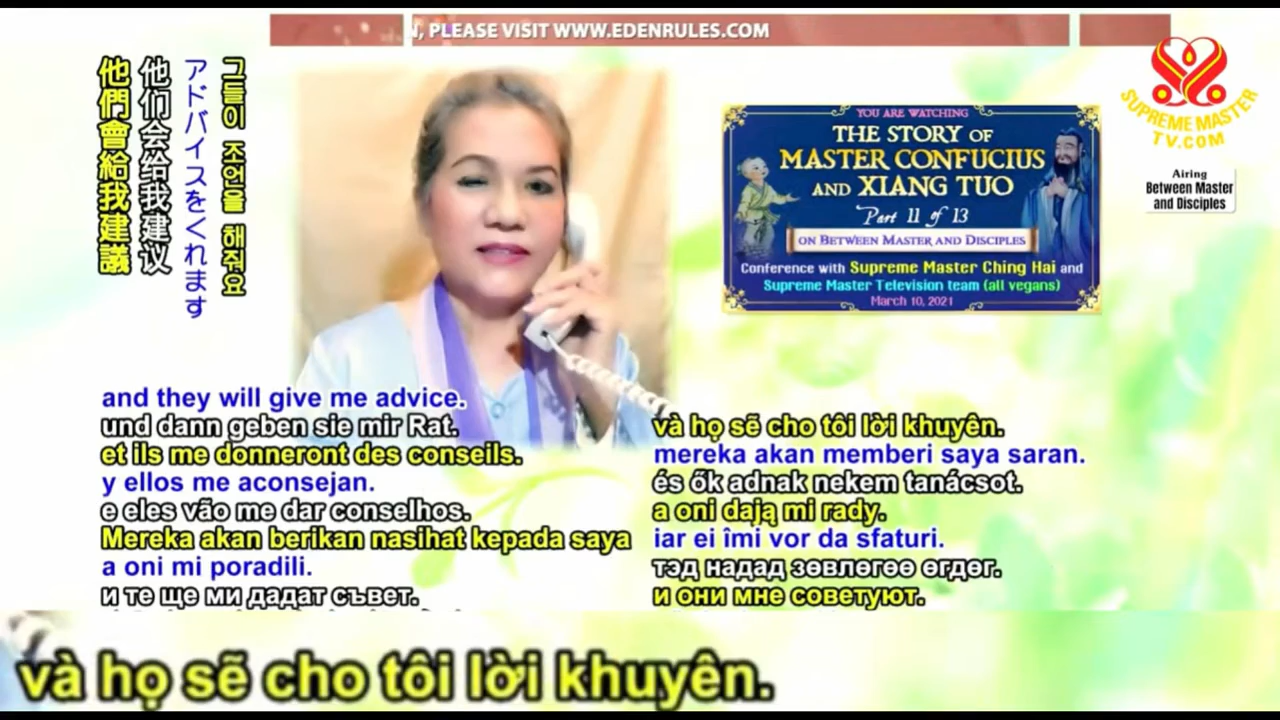 N, PLEASE VISIT WWW.EDENRULES.COM
他們會給我建議
他们会给我建议
アドバイスをくれます
그들이 조언을 해줘요
YOU ARE WATCHING
THE STORY OF
MASTER CONFUCIUS
AND XIANG TUO
Part 11 of 13
ON BETWEEN MASTER AND DISCIPLES
Conference with Supreme Master Ching Hai and
Supreme Master Television team (all vegans)
March 10, 2021
SUPREME MASTER
TV.COM
Airing
Between Master
and Disciples
and they will give me advice.
und dann geben sie mir Rat.
et ils me donneront des conseils.
y ellos me aconsejan.
e eles vão me dar conselhos.
Mereka akan berikan nasihat kepada saya
a oni mi poradili.
и те ще ми дадат съвет.
và họ sẽ cho tôi lời khuyên.
mereka akan memberi saya saran.
és ők adnak nekem tanácsot.
a oni dają mi rady.
iar ei îmi vor da sfaturi.
тэд надад зөвлөгөө өгдөг.
и они мне советуют.
và họ sẽ cho tôi lời khuyên.